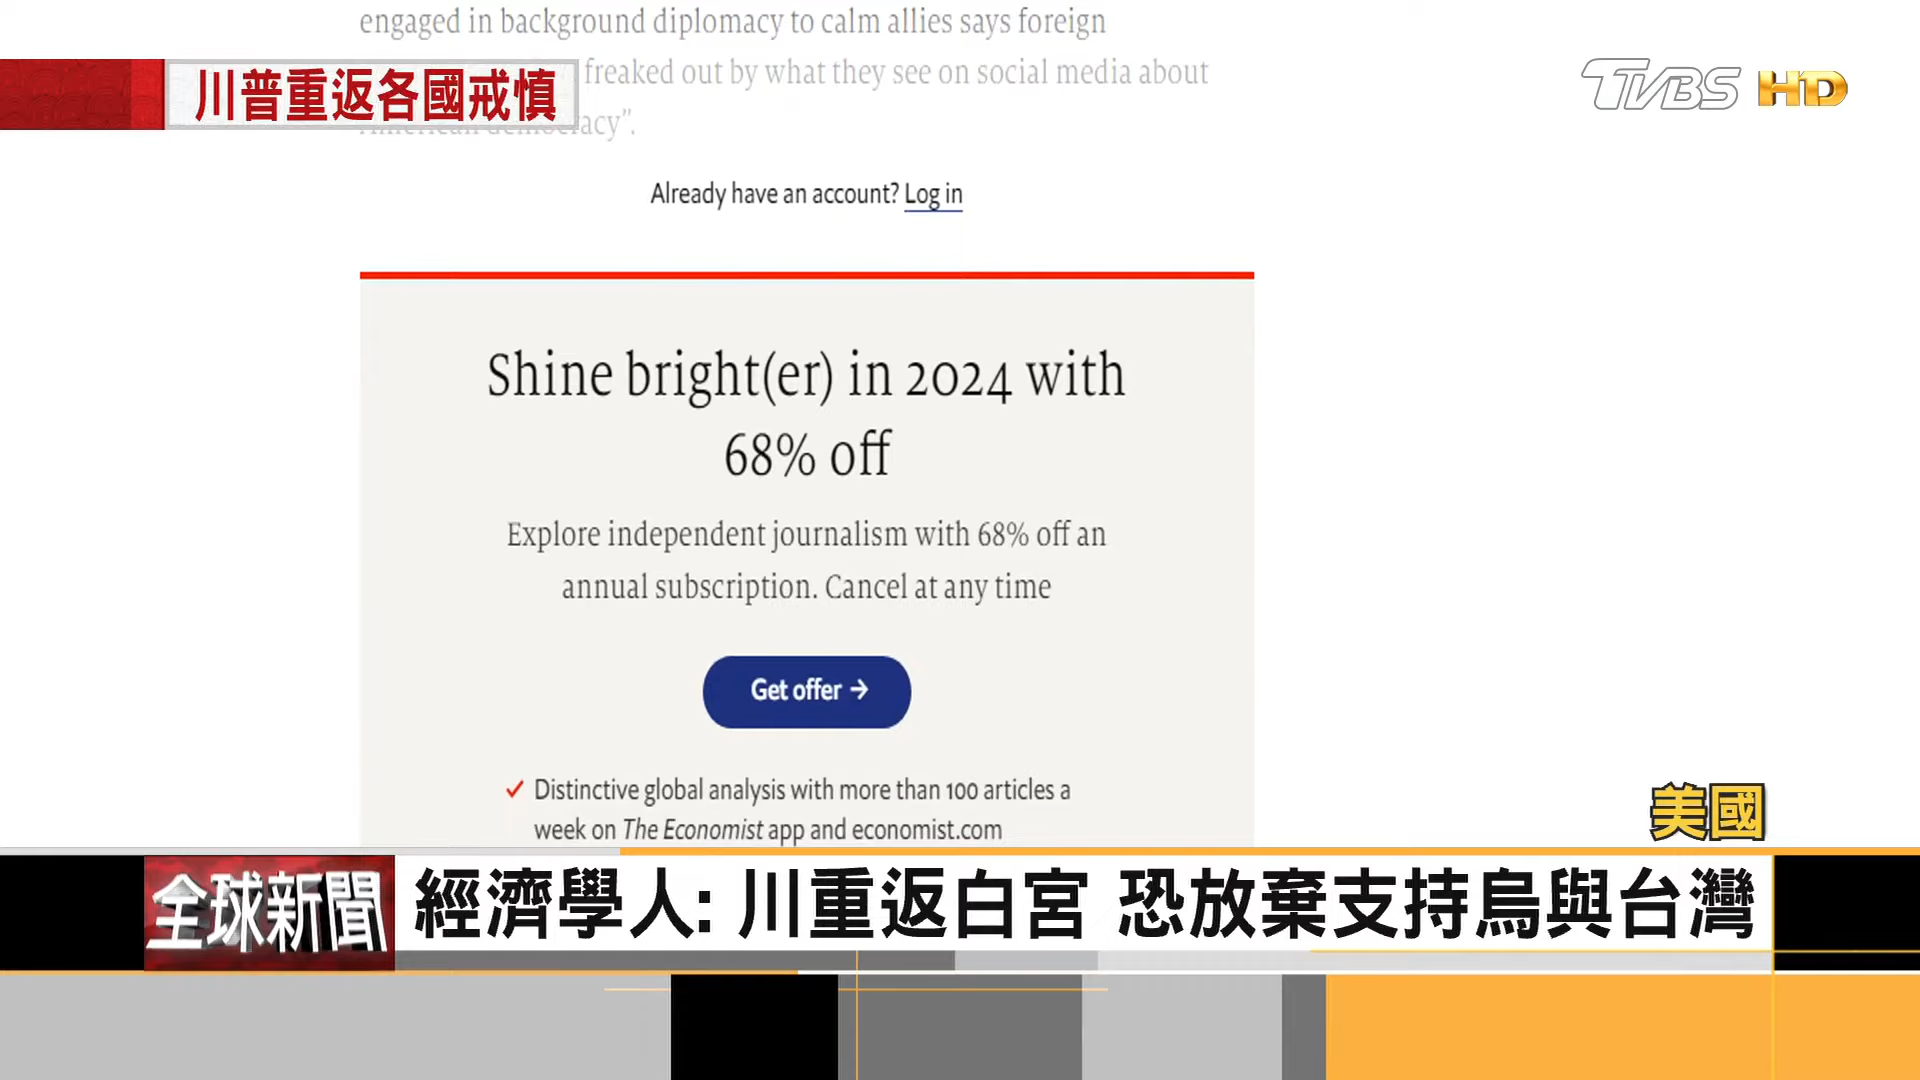 engaged in background diplomacy to calm allies says foreign
川普重返各國戒慎
freaked out by what they see on social media about
American democracy”.
TVBS HD
Already have an account? Log in
Shine bright(er) in 2024 with
68% off
Explore independent journalism with 68% off an
annual subscription. Cancel at any time
Get offer →
✓ Distinctive global analysis with more than 100 articles a
week on The Economist app and economist.com
美國
全球新聞
經濟學人: 川重返白宮 恐放棄支持烏與台灣